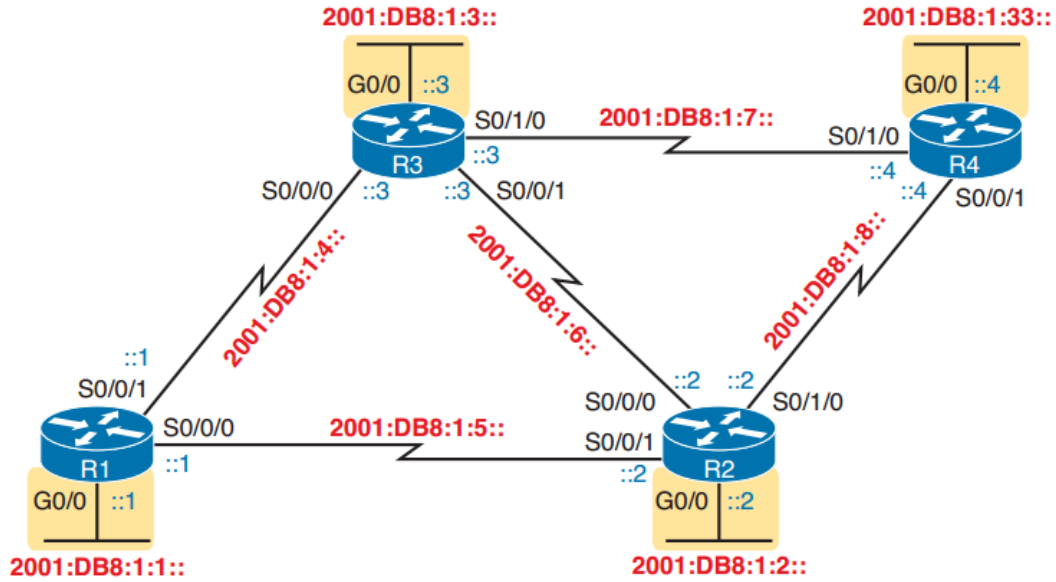 2001:DB8:1:3::
2001:DB8:1:33::
G0/0
::3
G0/0
::4
S0/1/0
2001:DB8:1:7::
S0/1/0
R3
::3
R4
::4
S0/0/0
::3
::3
S0/0/1
::4
S0/0/1
2001:DB8:1:4::
2001:DB8:1:6::
2001:DB8:1:8::
::1
S0/0/1
::2
::2
S0/0/0
S0/1/0
S0/0/0
2001:DB8:1:5::
S0/0/1
R1
::1
::2
R2
G0/0
::1
G0/0
::2
2001:DB8:1:1::
2001:DB8:1:2::